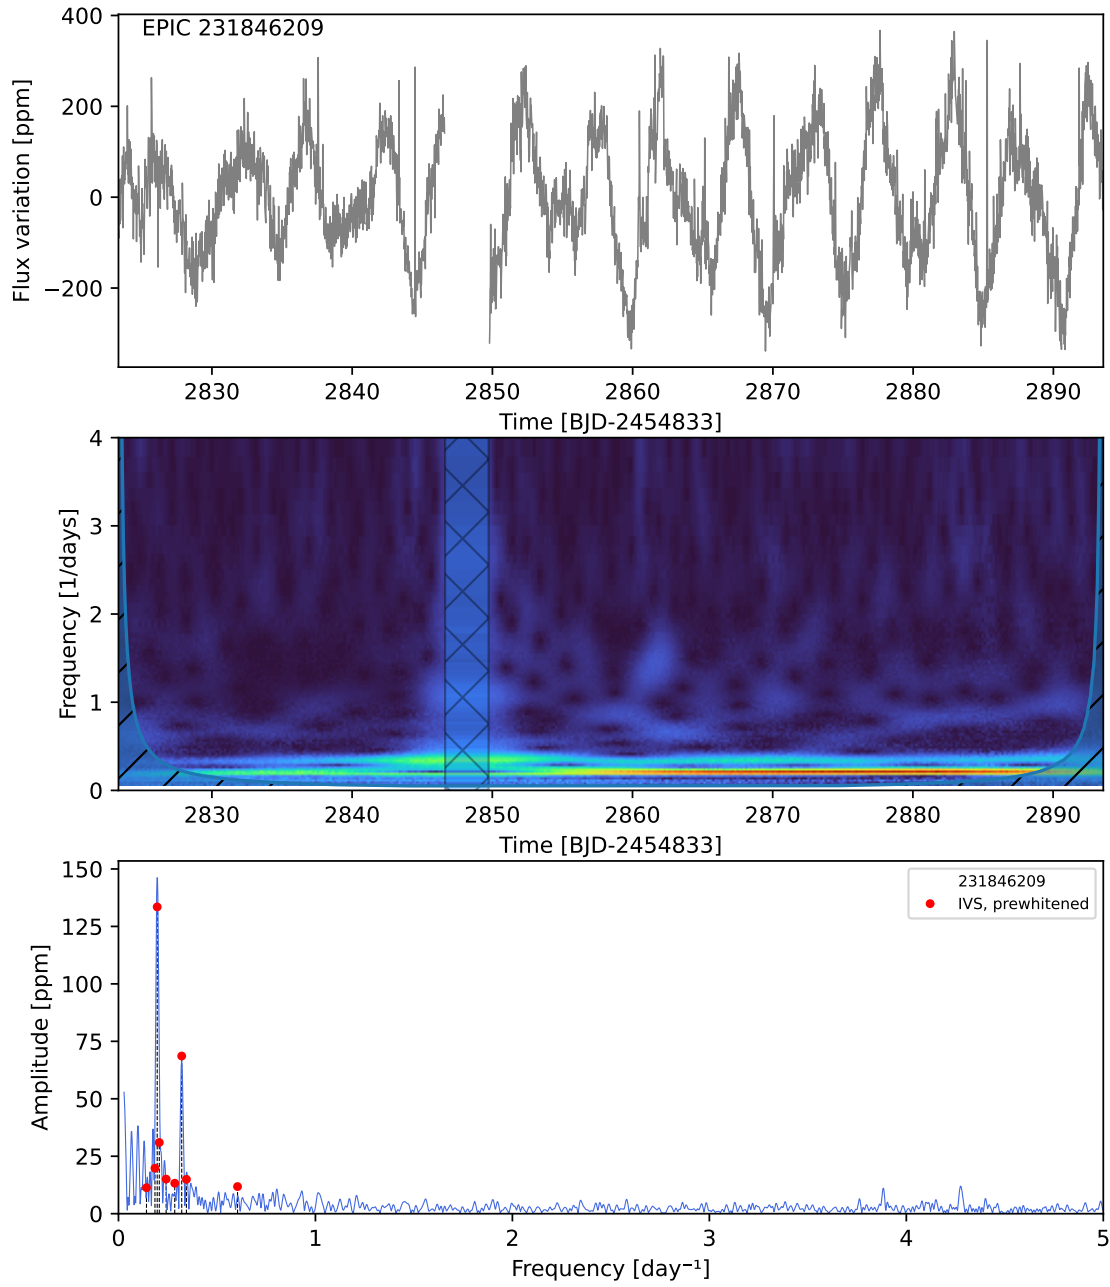 400
200
0
−200
Flux variation [ppm]
EPIC 231846209
2830 2840 2850 2860 2870 2880 2890
Time [BJD-2454833]
4
3
2
1
0
Frequency [1/days]
2830 2840 2850 2860 2870 2880 2890
Time [BJD-2454833]
150
125
100
75
50
25
0
Amplitude [ppm]
231846209
IVS, prewhitened
0 1 2 3 4 5
Frequency [day⁻¹]